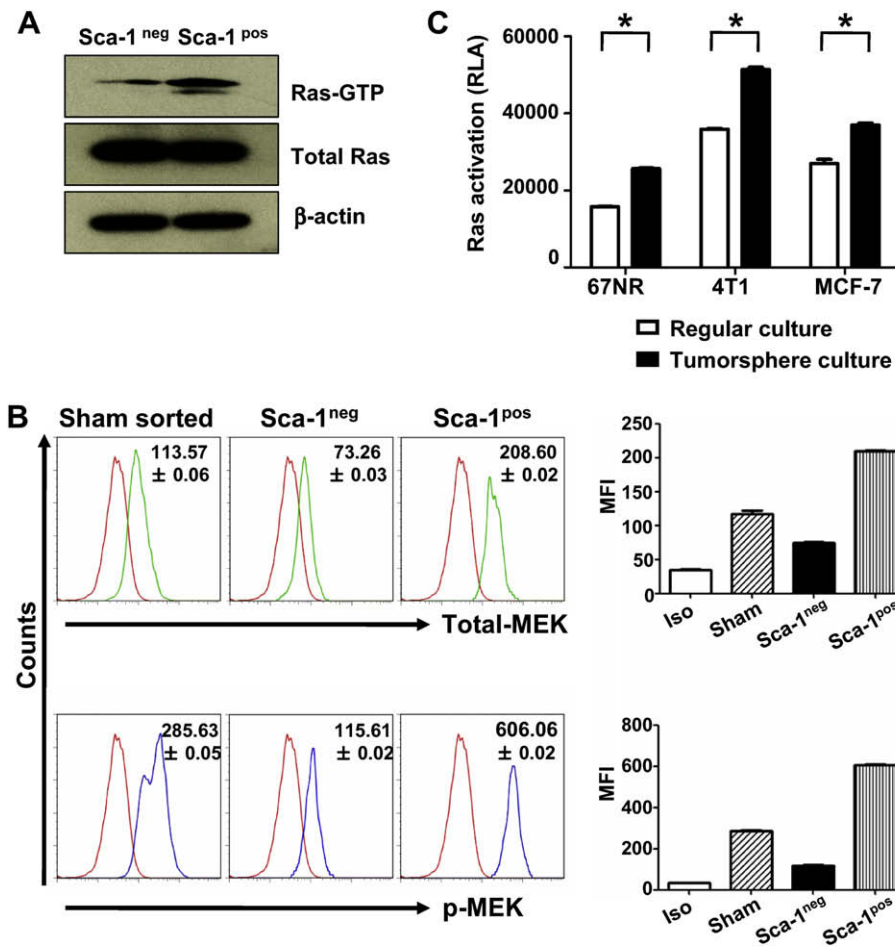 A
Sca-1 neg Sca-1 pos
Ras-GTP
Total Ras
β-actin
C
Ras activation (RLA)
60000
40000
20000
0
* * *
67NR 4T1 MCF-7
Regular culture
Tumorsphere culture
B
Sham sorted Sca-1neg Sca-1pos
Counts
113.57
± 0.06
73.26
± 0.03
208.60
± 0.02
Total-MEK
MFI
250
200
150
100
50
0
Iso Sham Sca-1neg Sca-1pos
285.63
± 0.05
115.61
± 0.02
606.06
± 0.02
p-MEK
MFI
800
600
400
200
0
Iso Sham Sca-1neg Sca-1pos